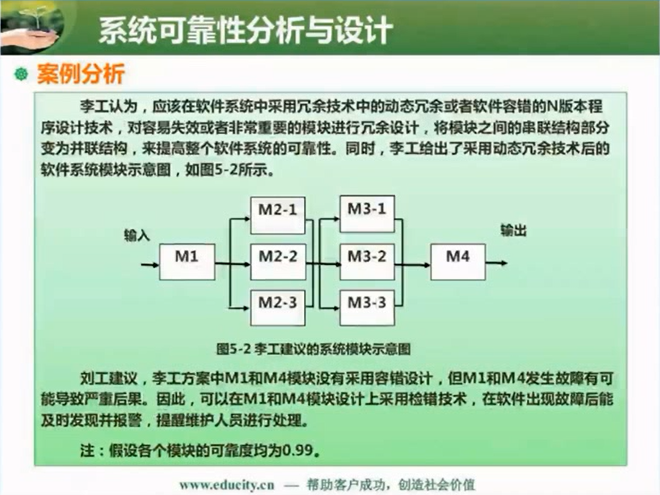 系统可靠性分析与设计
案例分析
李工认为，应该在软件系统中采用冗余技术中的动态冗余或者软件容错的N版本程
序设计技术，对容易失效或者非常重要的模块进行冗余设计，将模块之间的串联结构部分
变为并联结构，来提高整个软件系统的可靠性。同时，李工给出了采用动态冗余技术后的
软件系统模块示意图，如图5-2所示。
M2-1 M3-1
输入 输出
M1 M2-2 M3-2 M4
M2-3 M3-3
图5-2 李工建议的系统模块示意图
刘工建议，李工方案中M1和M4模块没有采用容错设计，但M1和M4发生故障有可
能导致严重后果。因此，可以在M1和M4模块设计上采用检错技术，在软件出现故障后能
及时发现并报警，提醒维护人员进行处理。
注：假设各个模块的可靠度均为0.99。
www.educity.cn — 帮助客户成功，创造社会价值